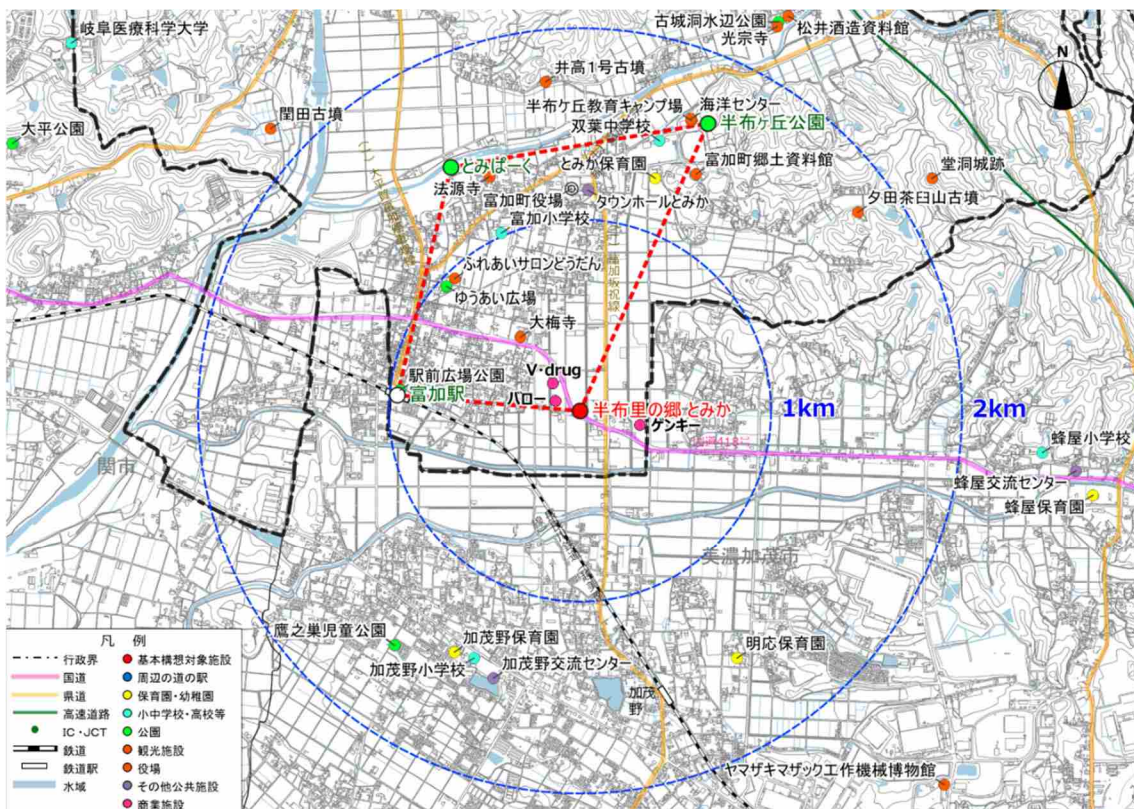 岐阜医療科学大学
古城洞水辺公園
光宗寺
松井酒造資料館
N
井高1号古墳
閏田古墳
大平公園
半布ケ丘教育キャンプ場
海洋センター
双葉中学校
半布ヶ丘公園
とみぱーく
とみか保育園
富加町郷土資料館
堂洞城跡
法源寺
富加町役場
タウンホールとみか
夕田茶臼山古墳
富加小学校
ふれあいサロンどうだん
ゆうあい広場
富加坂祝線
大梅寺
V・drug
駅前広場公園
富加駅
バロー
半布里の郷 とみか
1km
2km
ゲンキー
国道418号
関市
蜂屋小学校
蜂屋交流センター
蜂屋保育園
美濃加茂市
鷹之巣児童公園
加茂野保育園
明応保育園
加茂野小学校
加茂野交流センター
加茂
野
ヤマザキマザック工作機械博物館
凡 例
行政界
国道
県道
高速道路
IC・JCT
鉄道
鉄道駅
水域
基本構想対象施設
周辺の道の駅
保育園・幼稚園
小中学校・高校等
公園
観光施設
役場
その他公共施設
商業施設